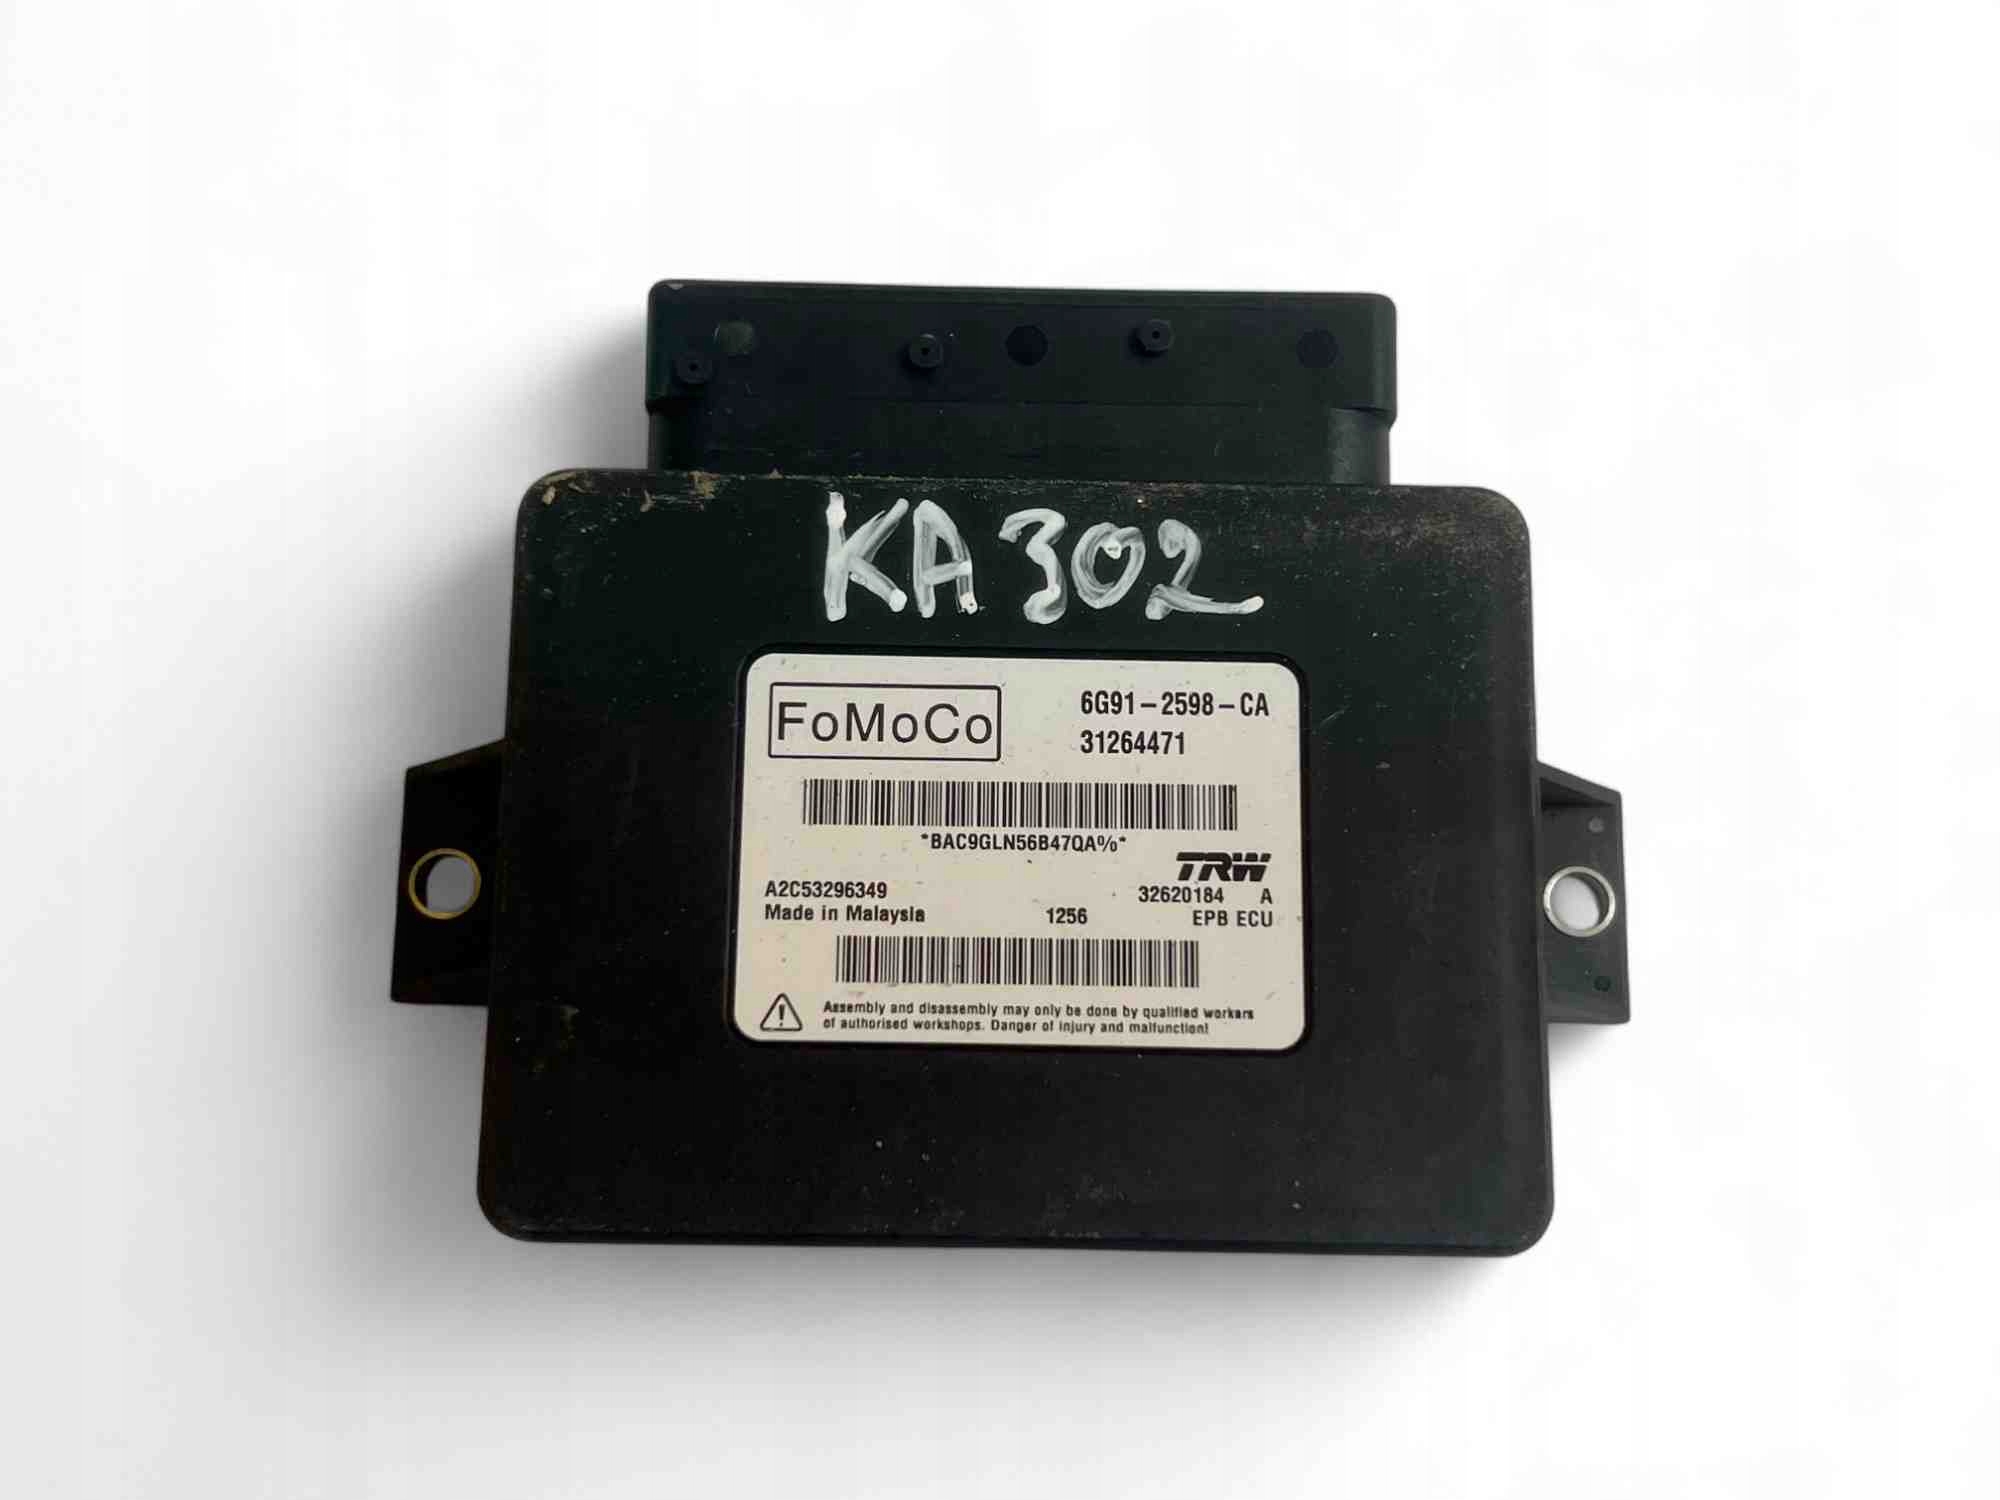 KA302
FoMoCo
6G91-2598-CA
31264471
*BAC9GLN56B47QA%*
TRW
A2C53296349
32620184 A
Made in Malaysia 1256 EPB ECU
Assembly and disassembly may only be done by qualified workers
of authorised workshops. Danger of injury and malfunction!